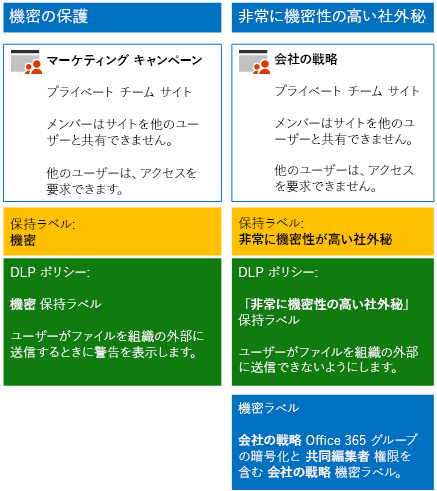 機密の保護
マーケティング キャンペーン
プライベート チーム サイト
メンバーはサイトを他のユー
ザーと共有できません。
他のユーザーは、アクセスを
要求できます。
保持ラベル:
機密
DLP ポリシー:
機密 保持ラベル
ユーザーがファイルを組織の外部に
送信するときに警告を表示します。
非常に機密性の高い社外秘
会社の戦略
プライベート チーム サイト
メンバーはサイトを他のユー
ザーと共有できません。
他のユーザーは、アクセス
を要求できません。
保持ラベル:
非常に機密性が高い社外秘
DLP ポリシー:
「非常に機密性の高い社外秘」
保持ラベル
ユーザーがファイルを組織の外部
に送信できないようにします。
機密ラベル
会社の戦略 Office 365 グループ
の暗号化と 共同編集者 権限を
含む 会社の戦略 機密ラベル。